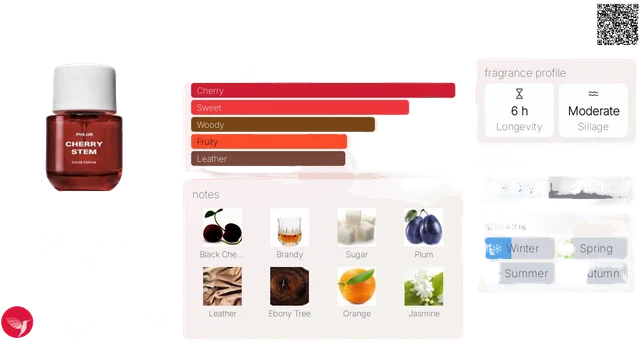 PHLUR
CHERRY
STEM
Cherry
Sweet
Woody
Fruity
Leather
notes
Black Che...
Brandy
Sugar
Plum
Leather
Ebony Tree
Orange
Jasmine
fragrance profile
6 h
Longevity
Moderate
Sillage
Winter
Spring
Summer
utumn